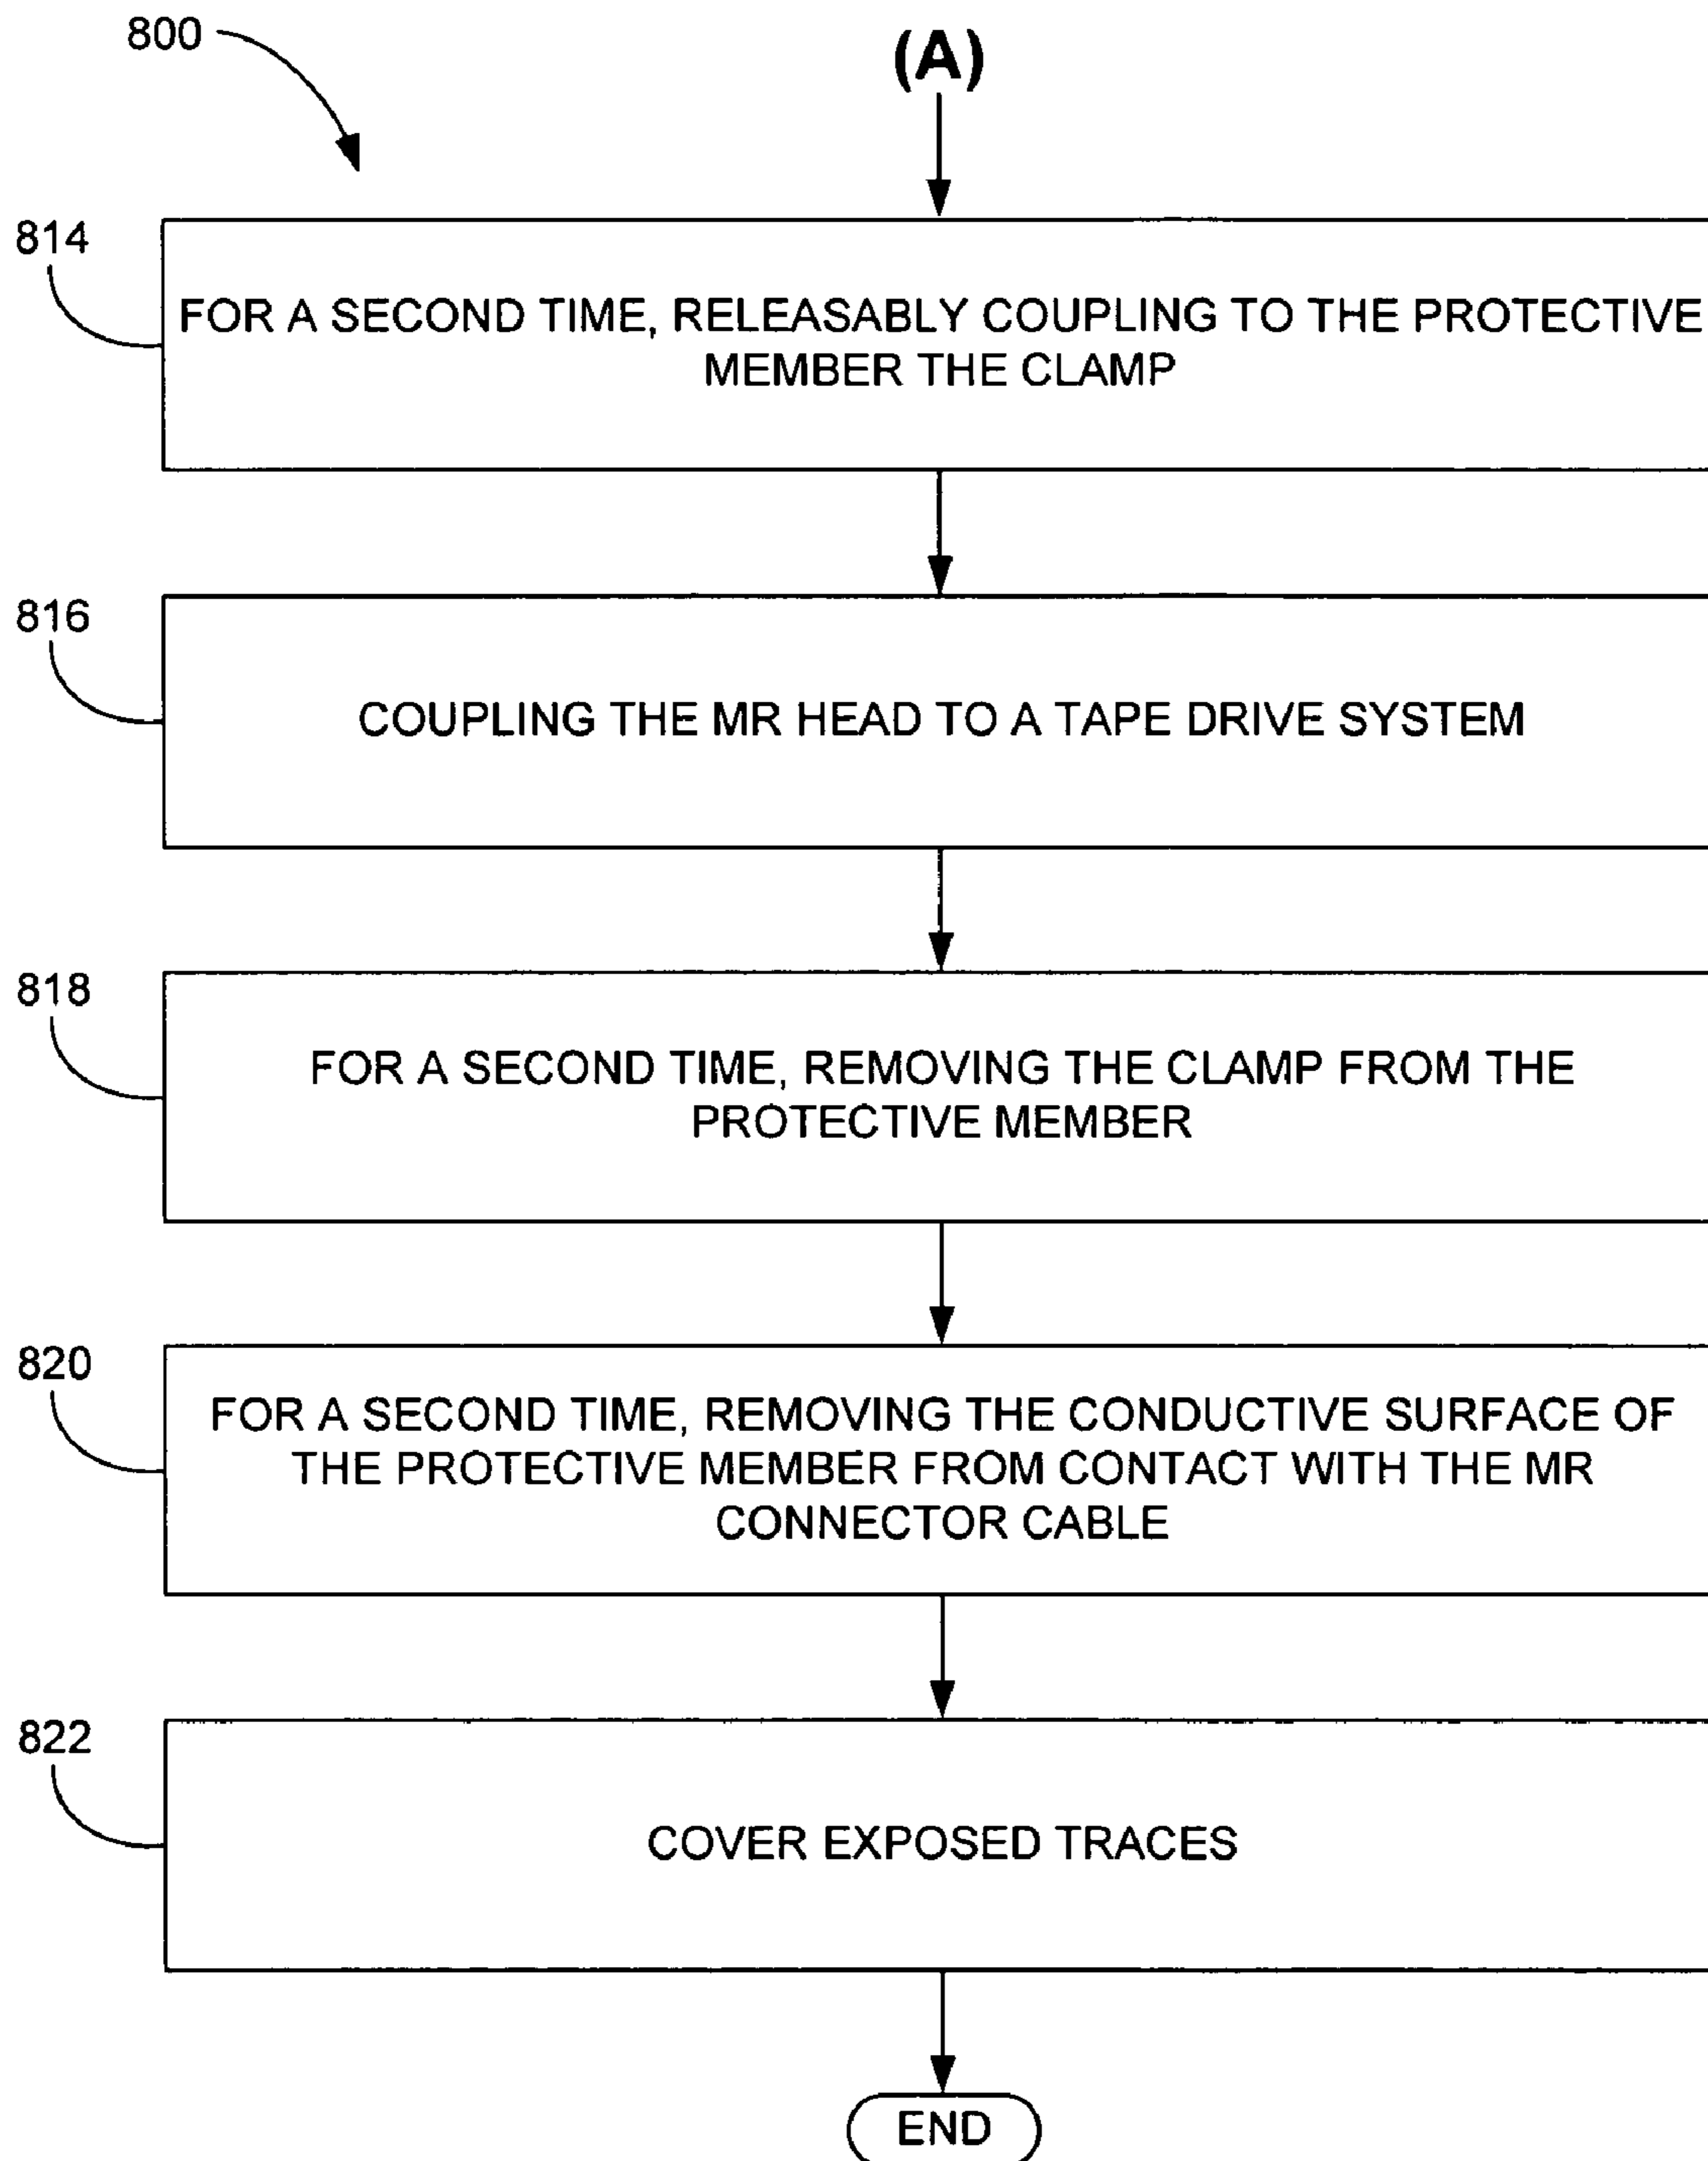 800
(A)
814
FOR A SECOND TIME, RELEASABLY COUPLING TO THE PROTECTIVE
MEMBER THE CLAMP
816
COUPLING THE MR HEAD TO A TAPE DRIVE SYSTEM
818
FOR A SECOND TIME, REMOVING THE CLAMP FROM THE
PROTECTIVE MEMBER
820
FOR A SECOND TIME, REMOVING THE CONDUCTIVE SURFACE OF
THE PROTECTIVE MEMBER FROM CONTACT WITH THE MR
CONNECTOR CABLE
822
COVER EXPOSED TRACES
END